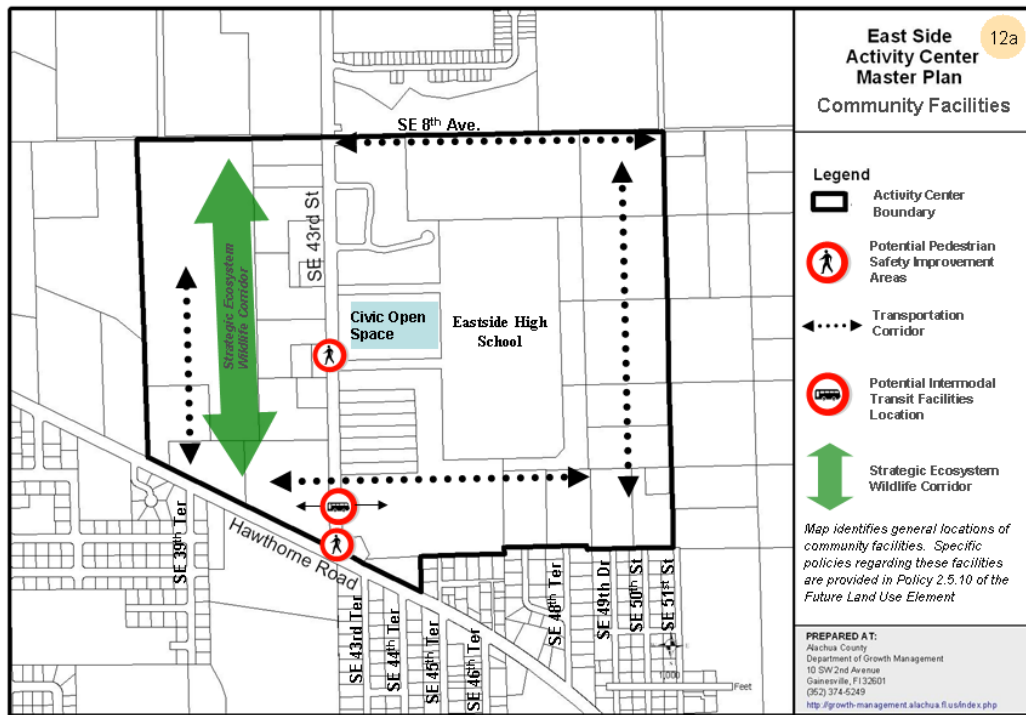 East Side
Activity Center
Master Plan
12a
Community Facilities
Legend
Activity Center
Boundary
Potential Pedestrian
Safety Improvement
Areas
Transportation
Corridor
Potential Intermodal
Transit Facilities
Location
Strategic Ecosystem
Wildlife Corridor
Map identifies general locations of
community facilities. Specific
policies regarding these facilities
are provided in Policy 2.5.10 of the
Future Land Use Element
PREPARED AT:
Alachua County
Department of Growth Management
10 SW 2nd Avenue
Gainesville, Fl 32601
(352) 374-5249
http://growth-management.alachua.fl.us/index.php
SE 8th Ave.
SE 43rd St
Strategic Ecosystem
Wildlife Corridor
Civic Open
Space
Eastside High
School
Hawthorne Road
SE 39th Ter
SE 43rd Ter
SE 44th Ter
SE 45th Ter
SE 46th Ter
SE 48th Ter
SE 49th Dr
SE 50th St
SE 51st St
1,000
Feet